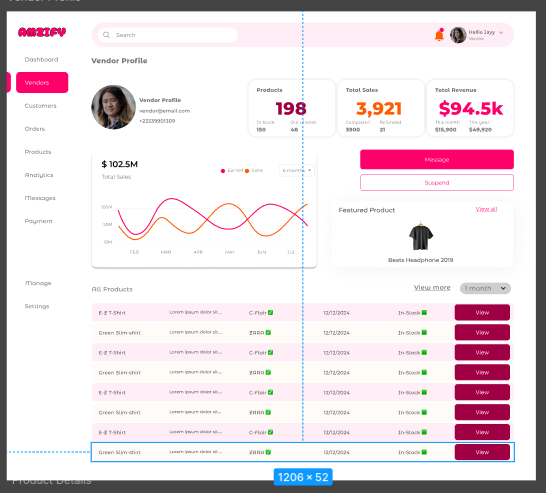 Vendor Profile
AMZIFY
Search
Hallie Jayy
Vendor
Dashboard
Vendors
Customers
Orders
Products
Analytics
Messages
Payment
Manage
Settings
Vendor Profile
Vendor Profile
vendor@email.com
+23339901309
Products
198
In Stock
150
48
Total Sales
3,921
Completed
3900
Refunded
21
Total Revenue
$94.5k
This month
$15,900
This year
$49,920
$ 102.5M
Total Sales
Earned
Sales
6 month
100M
50M
10M
FEB MAR APR MAY JUN JUL
Message
Suspend
Featured Product
View all
Beats Headphone 2019
All Products
View more
1 month
E-Z T-Shirt Lorem ipsum dolor sit... C-Flair ✅ 12/12/2024 In-Stock View
Green Slim-shirt Lorem ipsum dolor sit... ZARA ✅ 12/12/2024 In-Stock View
E-Z T-Shirt Lorem ipsum dolor sit... C-Flair ✅ 12/12/2024 In-Stock View
Green Slim-shirt Lorem ipsum dolor sit... ZARA ✅ 12/12/2024 In-Stock View
E-Z T-Shirt Lorem ipsum dolor sit... C-Flair ✅ 12/12/2024 In-Stock View
Green Slim-shirt Lorem ipsum dolor sit... ZARA ✅ 12/12/2024 In-Stock View
E-Z T-Shirt Lorem ipsum dolor sit... C-Flair ✅ 12/12/2024 In-Stock View
Green Slim-shirt Lorem ipsum dolor sit... ZARA ✅ 12/12/2024 In-Stock View
1206 × 52
Product Details